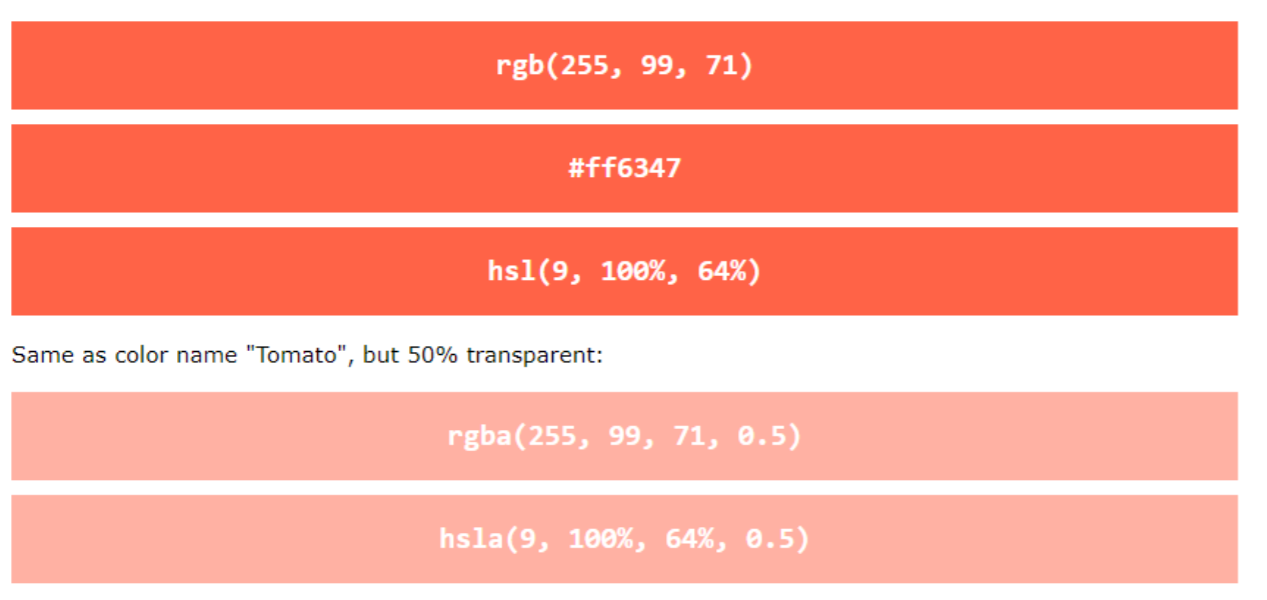 rgb(255, 99, 71)
#ff6347
hsl(9, 100%, 64%)
Same as color name "Tomato", but 50% transparent:
rgba(255, 99, 71, 0.5)
hsla(9, 100%, 64%, 0.5)